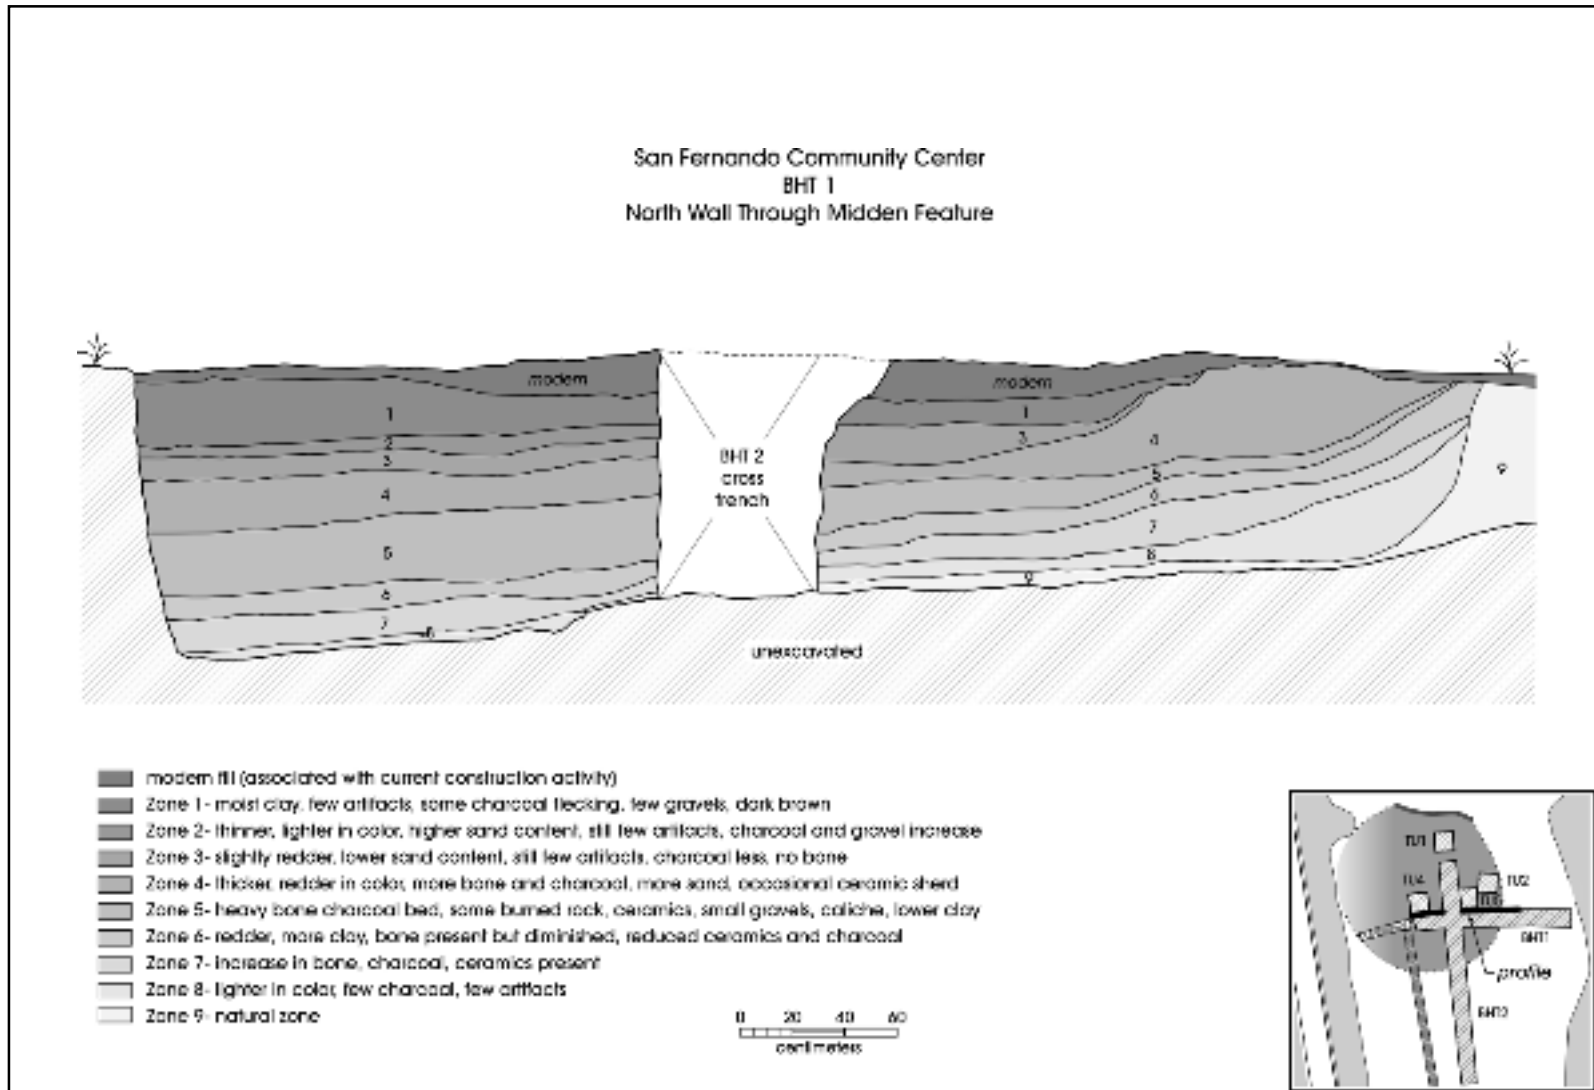 San Fernando Community Center
BHT 1
North Wall Through Midden Feature
modern
modern
1
1
2
3
3
4
4
BHT 2
cross
trench
5
5
6
6
7
7
8
8
9
9
unexcavated
modern fill (associated with current construction activity)
Zone 1- moist clay, few artifacts, some charcoal flecking, few gravels, dark brown
Zone 2- thinner, lighter in color, higher sand content, still few artifacts, charcoal and gravel increase
Zone 3- slightly redder, lower sand content, still few artifacts, charcoal less, no bone
Zone 4- thicker, redder in color, more bone and charcoal, more sand, occasional ceramic sherd
Zone 5- heavy bone charcoal bed, some burned rock, ceramics, small gravels, caliche, lower clay
Zone 6- redder, more clay, bone present but diminished, reduced ceramics and charcoal
Zone 7- increase in bone, charcoal, ceramics present
Zone 8- lighter in color, few charcoal, few artifacts
Zone 9- natural zone
0 20 40 60
centimeters
TU1
TU4
TU2
BHT1
profile
BHT2